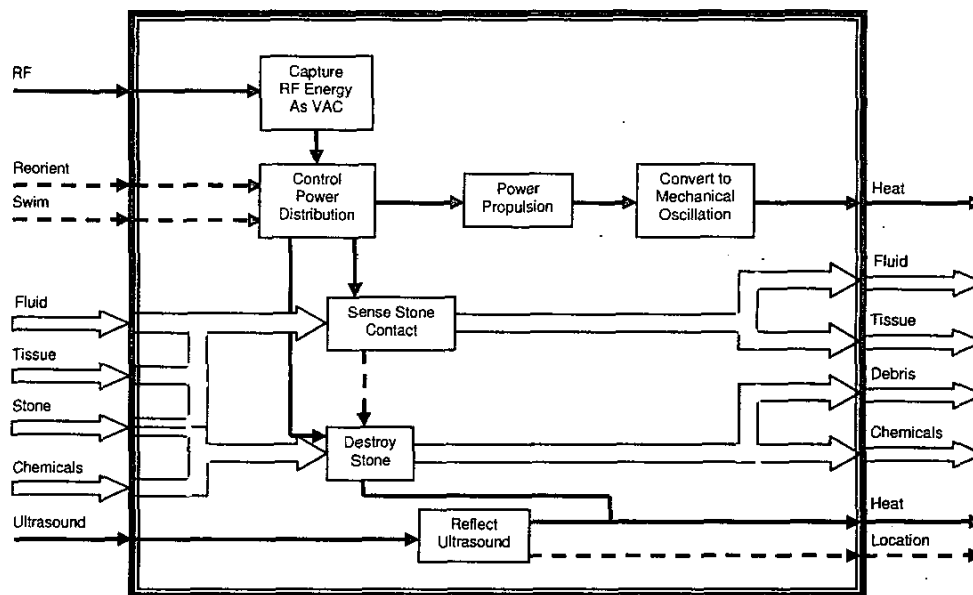 RF
Capture
RF Energy
As VAC
Reorient
Swim
Control
Power
Distribution
Power
Propulsion
Convert to
Mechanical
Oscillation
Heat
Fluid
Tissue
Stone
Chemicals
Sense Stone
Contact
Fluid
Tissue
Debris
Chemicals
Destroy
Stone
Ultrasound
Reflect
Ultrasound
Heat
Location